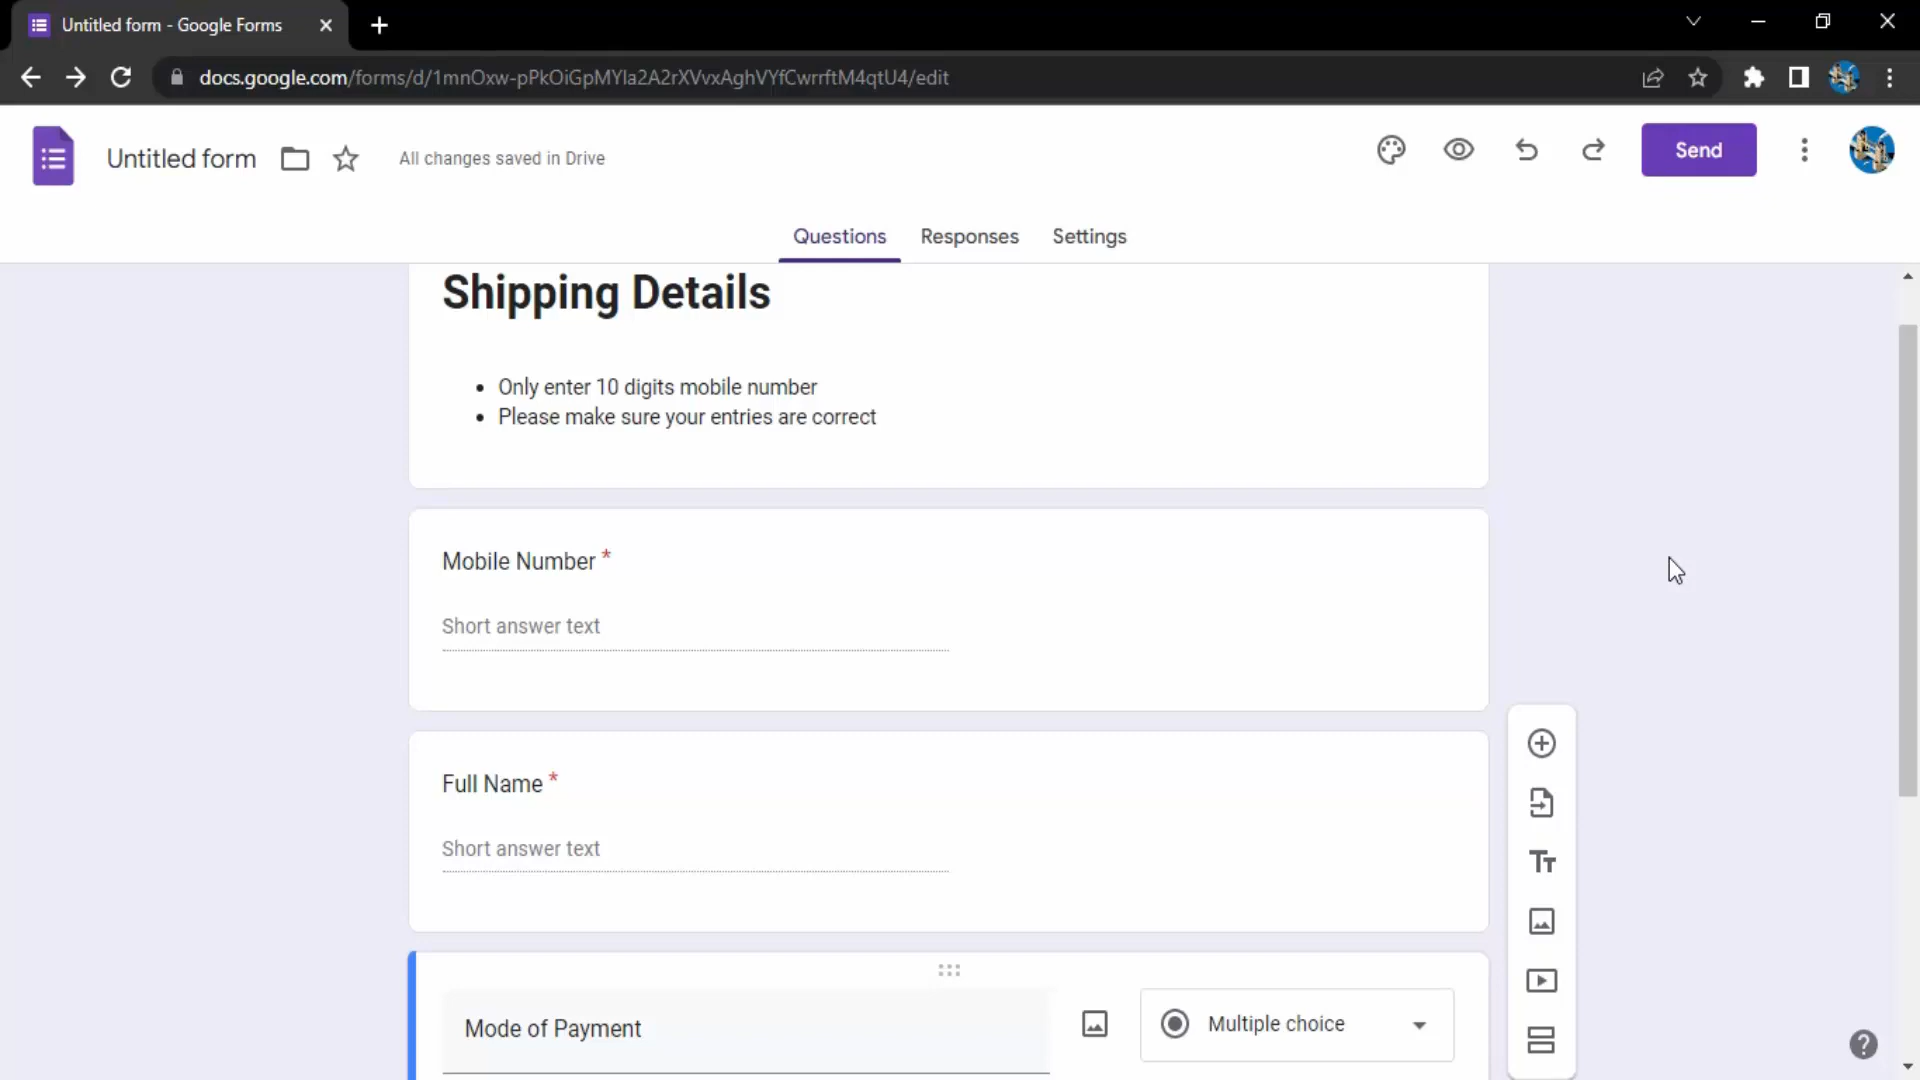 Untitled form - Google Forms
docs.google.com/forms/d/1mnOxw-pPkOiGpMYla2A2rXVvxAghVYfCwrrftM4qtU4/edit
Untitled form
All changes saved in Drive
Send
Questions Responses Settings
Shipping Details
• Only enter 10 digits mobile number
• Please make sure your entries are correct
Mobile Number *
Short answer text
Full Name *
Short answer text
Mode of Payment
Multiple choice